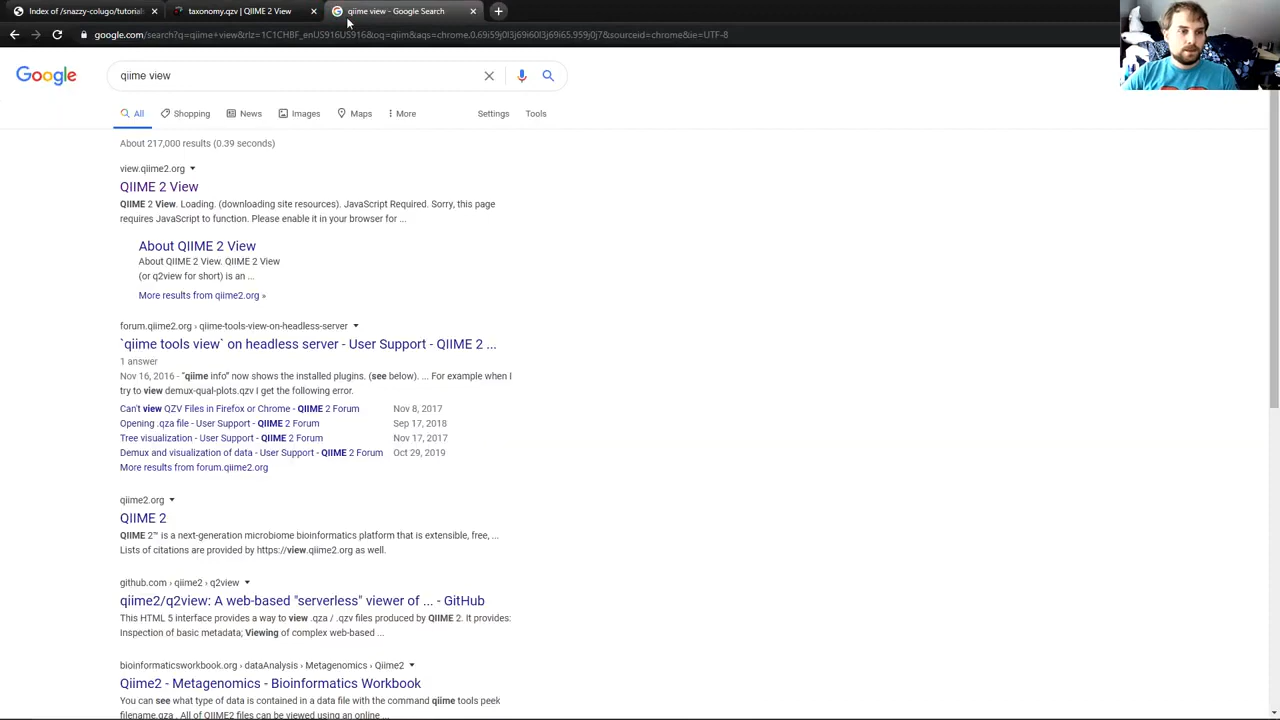 Index of /snazzy-colugo/tutorials
taxonomy.qzv | QIIME 2 View
qiime view - Google Search
google.com/search?q=qiime+view&rlz=1C1CHBF_enUS916US916&oq=qiim&aqs=chrome.0.69i59j0l3j69i60l3j69i65.959j0j7&sourceid=chrome&ie=UTF-8
Google
qiime view
All
Shopping
News
Images
Maps
More
Settings
Tools
About 217,000 results (0.39 seconds)
view.qiime2.org
QIIME 2 View
QIIME 2 View. Loading. (downloading site resources). JavaScript Required. Sorry, this page
requires JavaScript to function. Please enable it in your browser for ...
About QIIME 2 View
About QIIME 2 View. QIIME 2 View
(or q2view for short) is an ...
More results from qiime2.org »
forum.qiime2.org › qiime-tools-view-on-headless-server
`qiime tools view` on headless server - User Support - QIIME 2 ...
1 answer
Nov 16, 2016 - "qiime info" now shows the installed plugins. (see below). ... For example when I
try to view demux-qual-plots.qzv I get the following error.
Can't view QZV Files in Firefox or Chrome - QIIME 2 Forum Nov 8, 2017
Opening .qza file - User Support - QIIME 2 Forum Sep 17, 2018
Tree visualization - User Support - QIIME 2 Forum Nov 17, 2017
Demux and visualization of data - User Support - QIIME 2 Forum Oct 29, 2019
More results from forum.qiime2.org
qiime2.org
QIIME 2
QIIME 2™ is a next-generation microbiome bioinformatics platform that is extensible, free, ...
Lists of citations are provided by https://view.qiime2.org as well.
github.com › qiime2 › q2view
qiime2/q2view: A web-based "serverless" viewer of ... - GitHub
This HTML 5 interface provides a way to view .qza / .qzv files produced by QIIME 2. It provides:
Inspection of basic metadata; Viewing of complex web-based ...
bioinformaticsworkbook.org › dataAnalysis › Metagenomics › Qiime2
Qiime2 - Metagenomics - Bioinformatics Workbook
You can see what type of data is contained in a data file with the command qiime tools peek
filename.qza . All of QIIME2 files can be viewed using an online ...